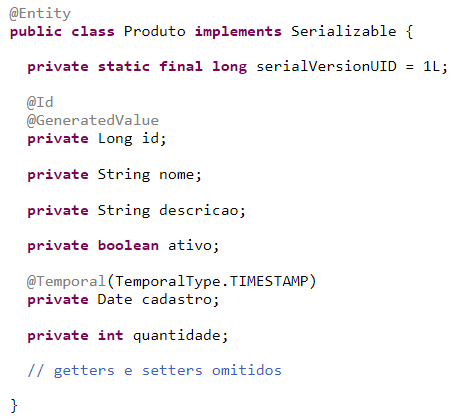 @Entity
public class Produto implements Serializable {
private static final long serialVersionUID = 1L;
@Id
@GeneratedValue
private Long id;
private String nome;
private String descricao;
private boolean ativo;
@Temporal(TemporalType.TIMESTAMP)
private Date cadastro;
private int quantidade;
// getters e setters omitidos
}